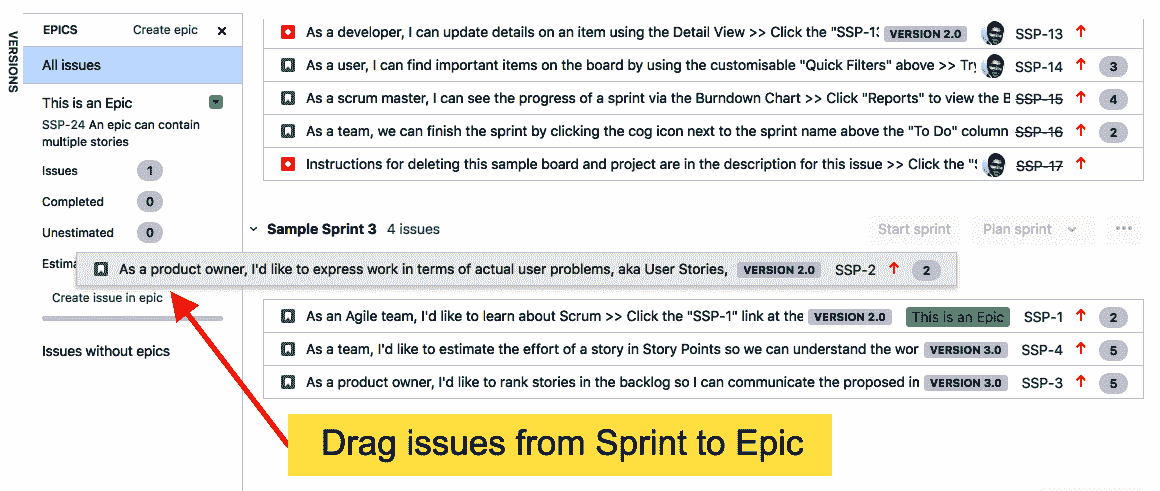 VERSIONS
EPICS Create epic ×
All issues
This is an Epic
SSP-24 An epic can contain
multiple stories
Issues 1
Completed 0
Unestimated 0
Create issue in epic
Issues without epics
As a developer, I can update details on an item using the Detail View >> Click the "SSP-13 VERSION 2.0 SSP-13
As a user, I can find important items on the board by using the customisable "Quick Filters" above >> Try SSP-14 3
As a scrum master, I can see the progress of a sprint via the Burndown Chart >> Click "Reports" to view the B SSP-15 4
As a team, we can finish the sprint by clicking the cog icon next to the sprint name above the "To Do" column SSP-16 2
Instructions for deleting this sample board and project are in the description for this issue >> Click the "S SSP-17
Sample Sprint 3 4 issues Start sprint Plan sprint ...
As a product owner, I'd like to express work in terms of actual user problems, aka User Stories, VERSION 2.0 SSP-2 2
As an Agile team, I'd like to learn about Scrum >> Click the "SSP-1" link at the VERSION 2.0 This is an Epic SSP-1 2
As a team, I'd like to estimate the effort of a story in Story Points so we can understand the wor VERSION 3.0 SSP-4 5
As a product owner, I'd like to rank stories in the backlog so I can communicate the proposed in VERSION 3.0 SSP-3 5
Drag issues from Sprint to Epic